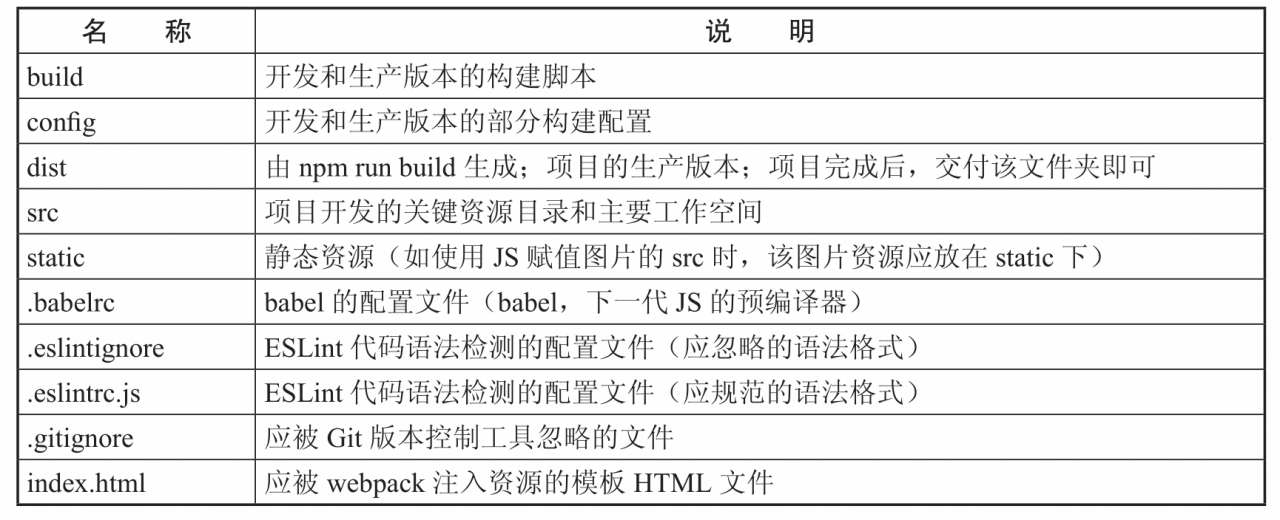 名 称 说 明
build 开发和生产版本的构建脚本
config 开发和生产版本的部分构建配置
dist 由 npm run build 生成；项目的生产版本；项目完成后，交付该文件夹即可
src 项目开发的关键资源目录和主要工作空间
static 静态资源（如使用 JS 赋值图片的 src 时，该图片资源应放在 static 下）
.babelrc babel 的配置文件（babel，下一代 JS 的预编译器）
.eslintignore ESLint 代码语法检测的配置文件（应忽略的语法格式）
.eslintrc.js ESLint 代码语法检测的配置文件（应规范的语法格式）
.gitignore 应被 Git 版本控制工具忽略的文件
index.html 应被 webpack 注入资源的模板 HTML 文件